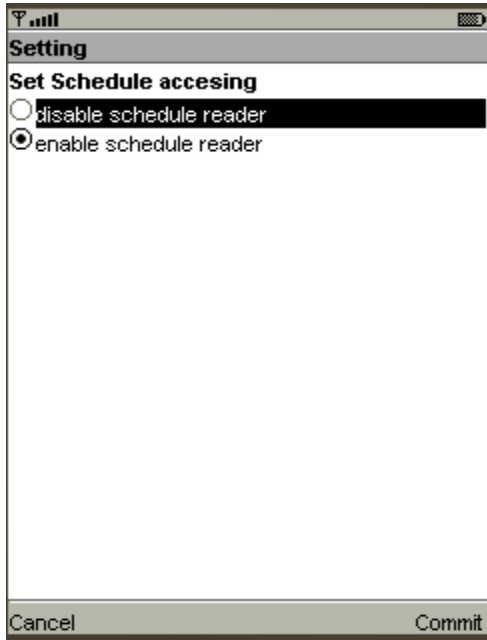 Setting
Set Schedule accesing
disable schedule reader
enable schedule reader
Cancel Commit